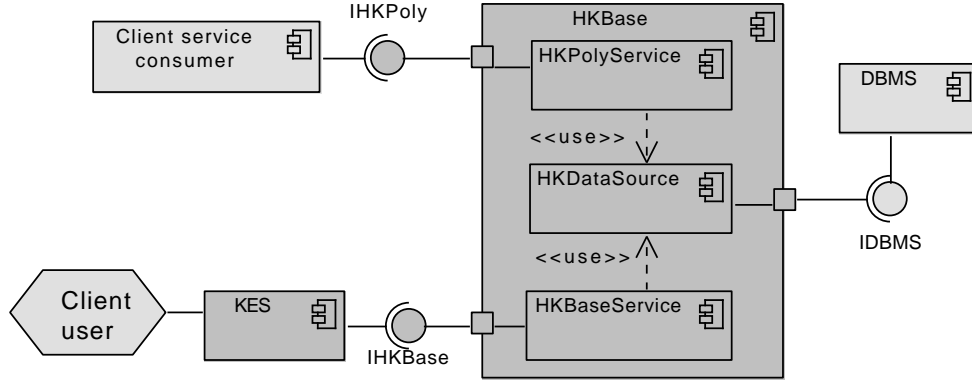 IHKPoly
HKBase
Client service
consumer
HKPolyService
DBMS
<<use>>
HKDataSource
IDBMS
<<use>>
Client
user
KES
HKBaseService
IHKBase